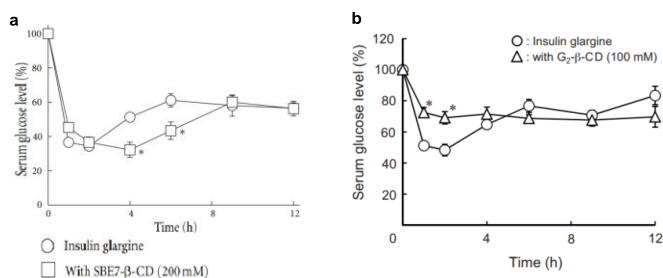 a
Serum glucose level (%)
100
80
60
40
20
0
0 4 8 12
*
*
Time (h)
Insulin glargine
With SBE7-β-CD (200 mM)
b
Serum glucose level (%)
120
100
80
60
40
20
0 4 8 12
: Insulin glargine
: with G₂-β-CD (100 mM)
*
*
Time (h)